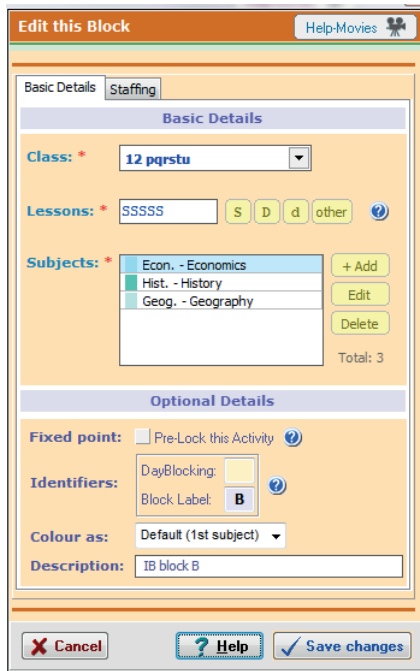 Edit this Block Help-Movies
Basic Details Staffing
Basic Details
Class: * 12 pqrstu
Lessons: * SSSSS S D d other ?
Subjects: * Econ. - Economics + Add
Hist. - History Edit
Geog. - Geography Delete
Total: 3
Optional Details
Fixed point: Pre-Lock this Activity ?
Identifiers: DayBlocking: ?
Block Label: B
Colour as: Default (1st subject)
Description: IB block B
X Cancel ? Help Save changes